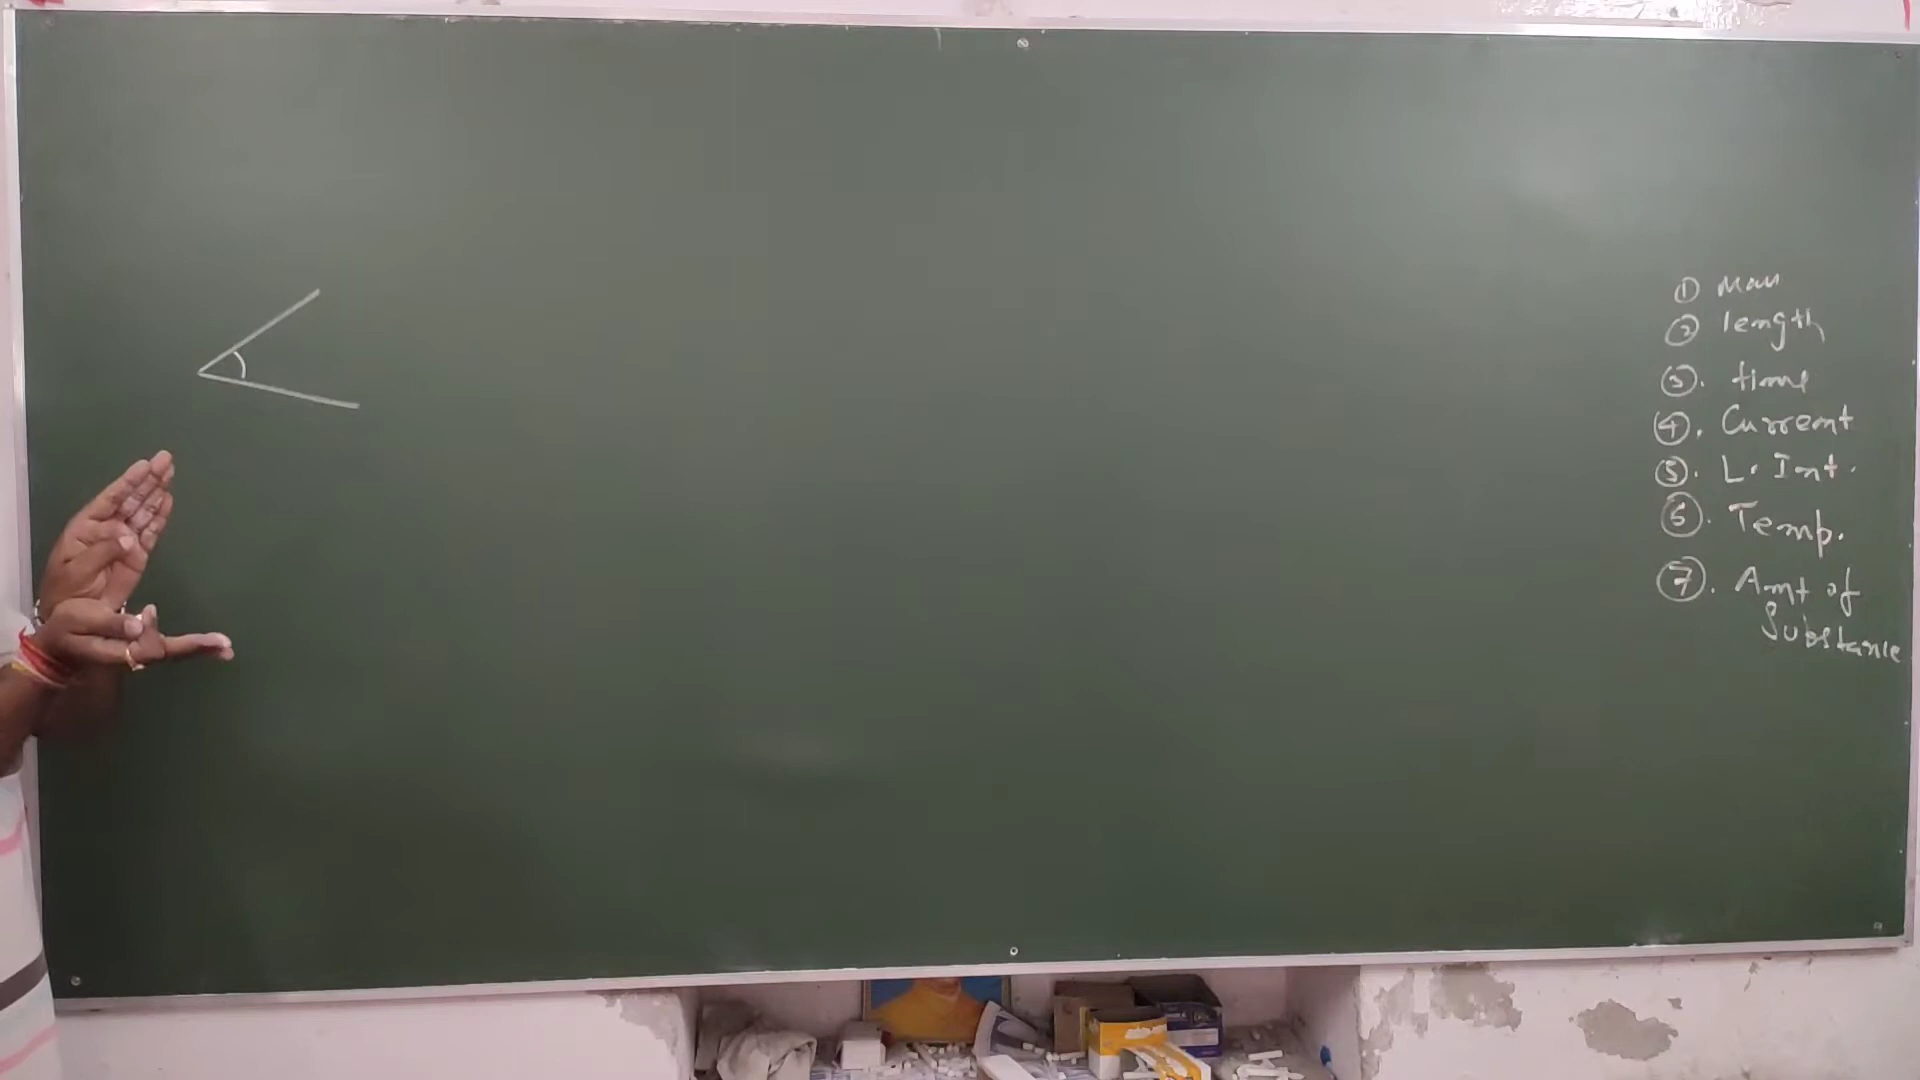 ① Mass
② length
③. time
④. Current
⑤. L. Int.
⑥. Temp.
⑦. Amt of
Substance